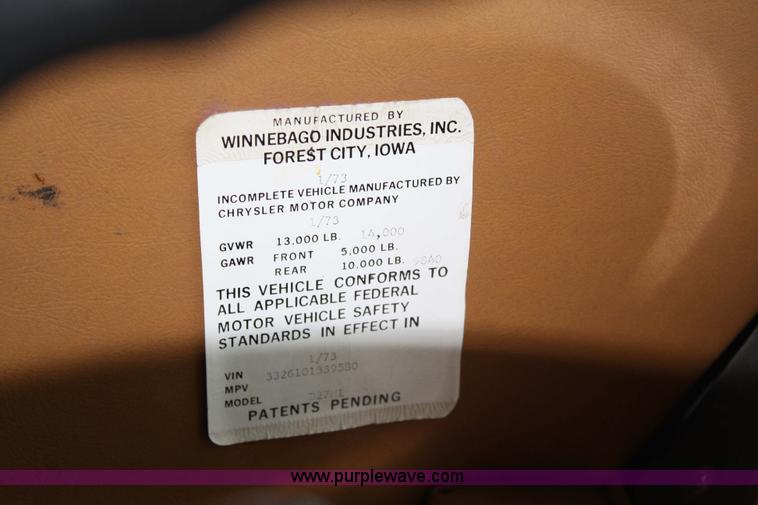 MANUFACTURED BY
WINNEBAGO INDUSTRIES, INC.
FOREST CITY, IOWA
1/73
INCOMPLETE VEHICLE MANUFACTURED BY
CHRYSLER MOTOR COMPANY
1/73
GVWR 13,000 LB. 14,000
GAWR FRONT 5,000 LB.
REAR 10,000 LB. 9840
THIS VEHICLE CONFORMS TO
ALL APPLICABLE FEDERAL
MOTOR VEHICLE SAFETY
STANDARDS IN EFFECT IN
1/73
VIN 3326101339580
MPV
MODEL
PATENTS PENDING
www.purplewave.com